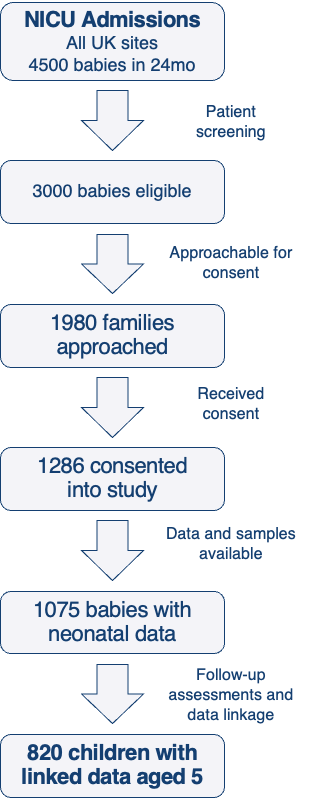 NICU Admissions
All UK sites
4500 babies in 24mo
Patient
screening
3000 babies eligible
Approachable for
consent
1980 families
approached
Received
consent
1286 consented
into study
Data and samples
available
1075 babies with
neonatal data
Follow-up
assessments and
data linkage
820 children with
linked data aged 5